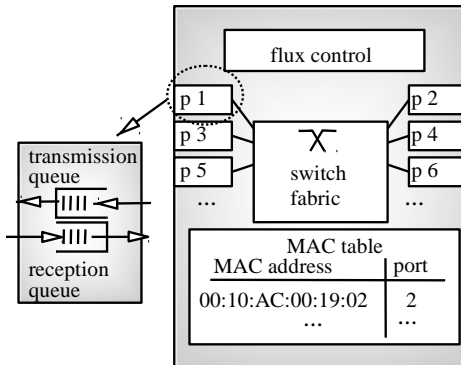 flux control
p 1
p 2
p 3
p 4
p 5
p 6
...
...
switch
fabric
transmission
queue
reception
queue
MAC table
MAC address port
00:10:AC:00:19:02 2
... ...